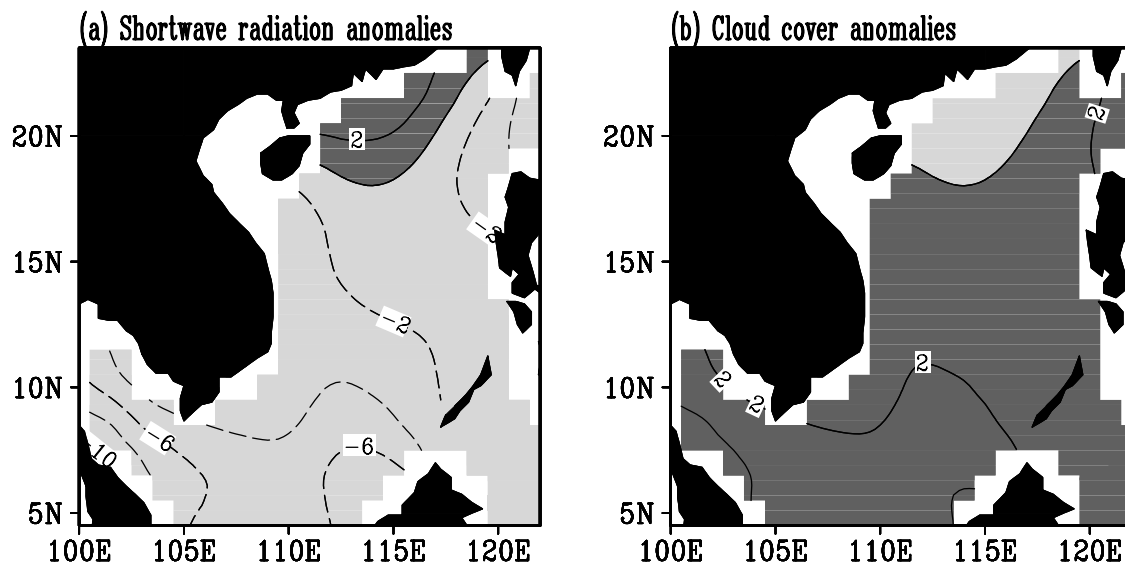 (a) Shortwave radiation anomalies
(b) Cloud cover anomalies
20N
15N
10N
5N
100E 105E 110E 115E 120E
2
-2
-2
-6
-6
-10
20N
15N
10N
5N
100E 105E 110E 115E 120E
2
2
2
2